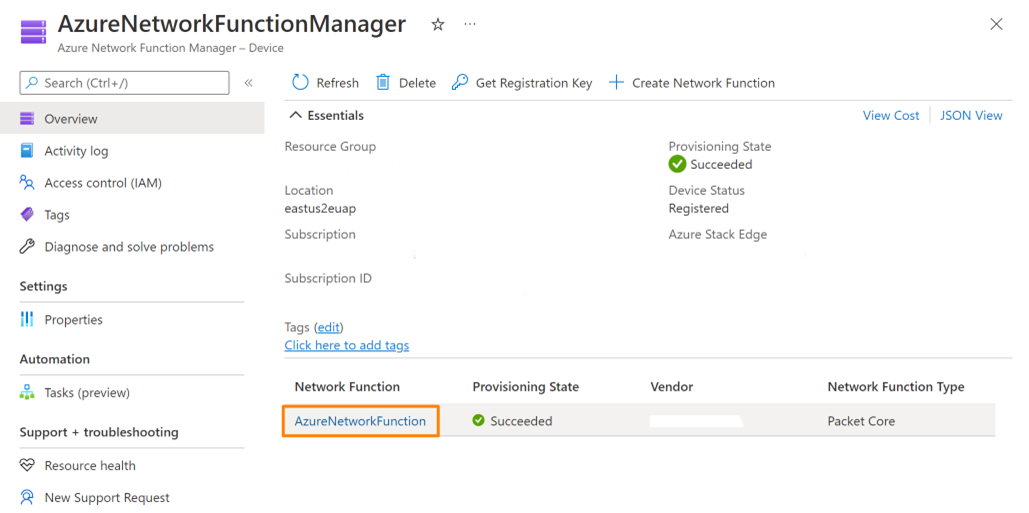 AzureNetworkFunctionManager
Azure Network Function Manager – Device
Search (Ctrl+/)
Refresh Delete Get Registration Key Create Network Function
Overview
Activity log
Access control (IAM)
Tags
Diagnose and solve problems
Settings
Properties
Automation
Tasks (preview)
Support + troubleshooting
Resource health
New Support Request
Essentials
View Cost JSON View
Resource Group
Location
eastus2euap
Subscription
Subscription ID
Provisioning State
Succeeded
Device Status
Registered
Azure Stack Edge
Tags (edit)
Click here to add tags
Network Function Provisioning State Vendor Network Function Type
AzureNetworkFunction Succeeded Packet Core